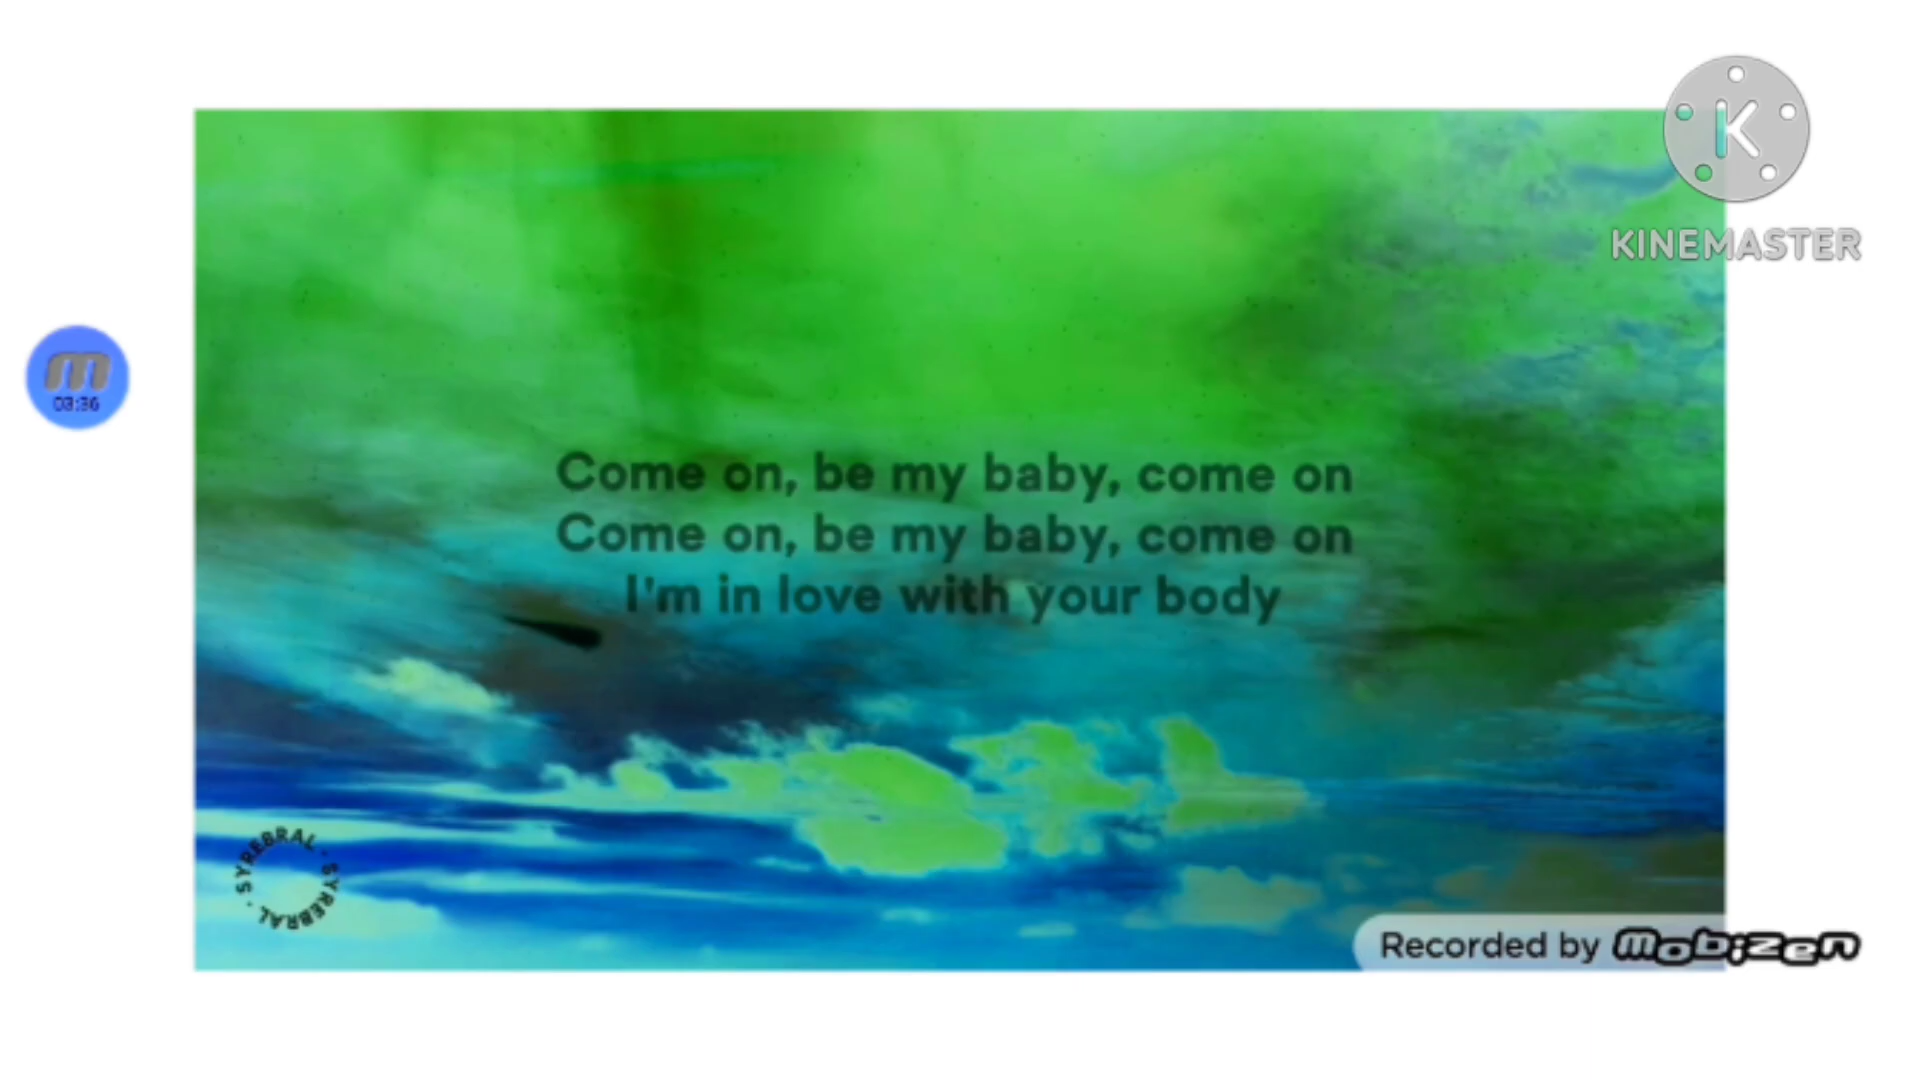 KINEMASTER
03:36
Come on, be my baby, come on
Come on, be my baby, come on
I'm in love with your body
SYREBRAL · SYREBRAL ·
Recorded by mobizen